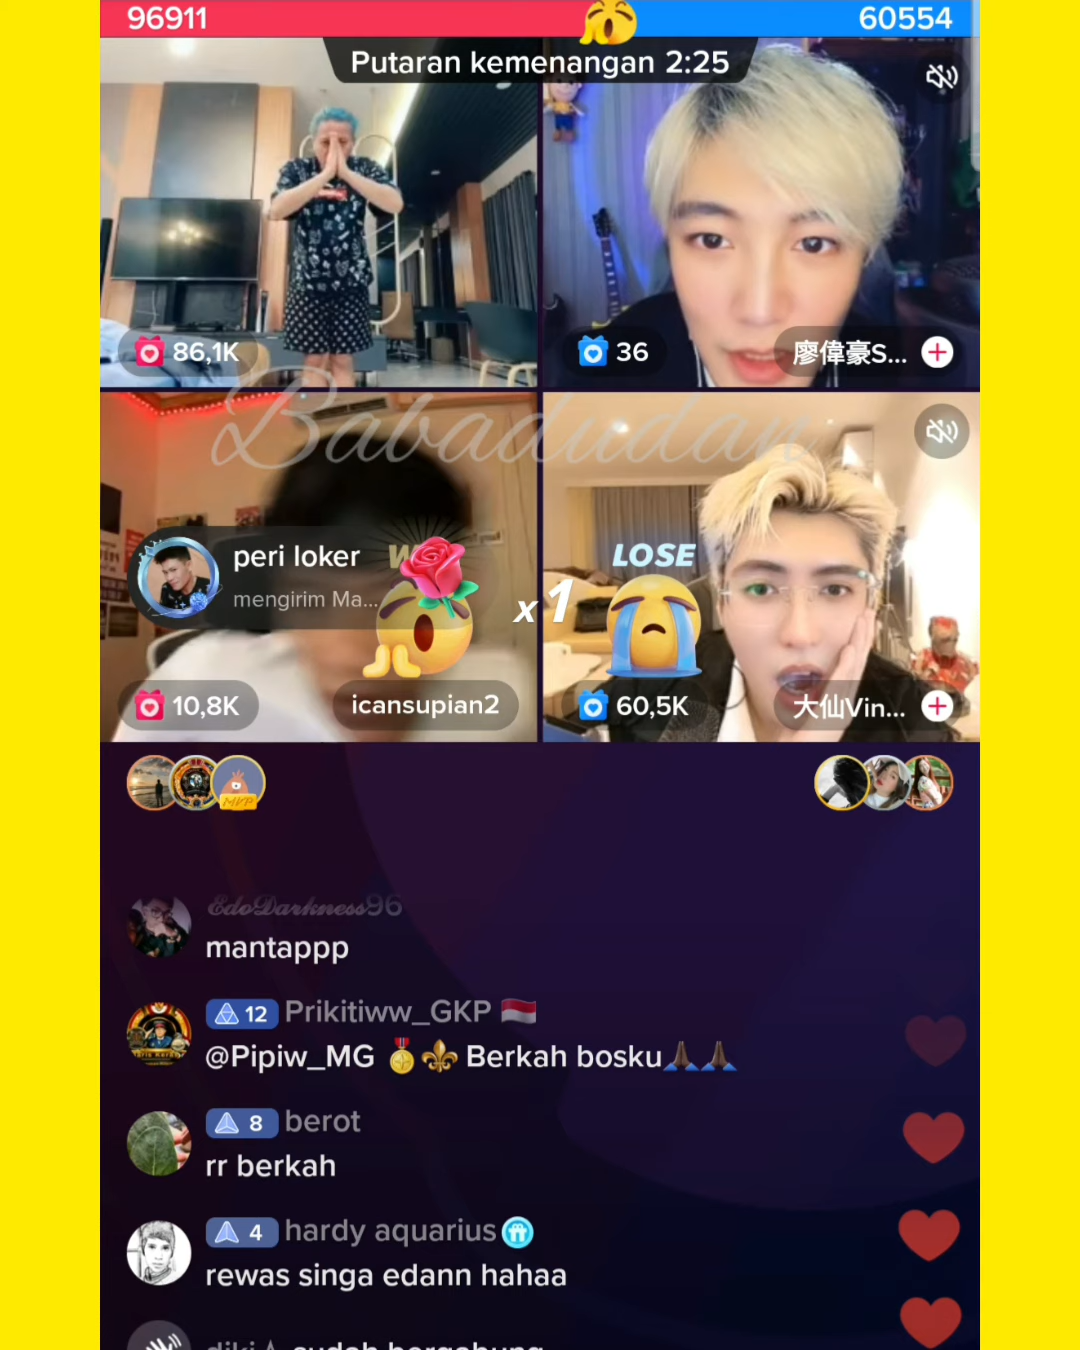 96911
60554
Putaran kemenangan 2:25
86,1K
36
廖偉豪S...
Babadudan
peri loker
mengirim Ma...
x1
LOSE
10,8K
icansupian2
60,5K
大仙Vin...
MVP
EdoDarkness96
mantappp
12 Prikitiww_GKP 🇮🇩
@Pipiw_MG 🏅⚜️ Berkah bosku🙏🏿🙏🏿
8 berot
rr berkah
4 hardy aquarius
rewas singa edann hahaa